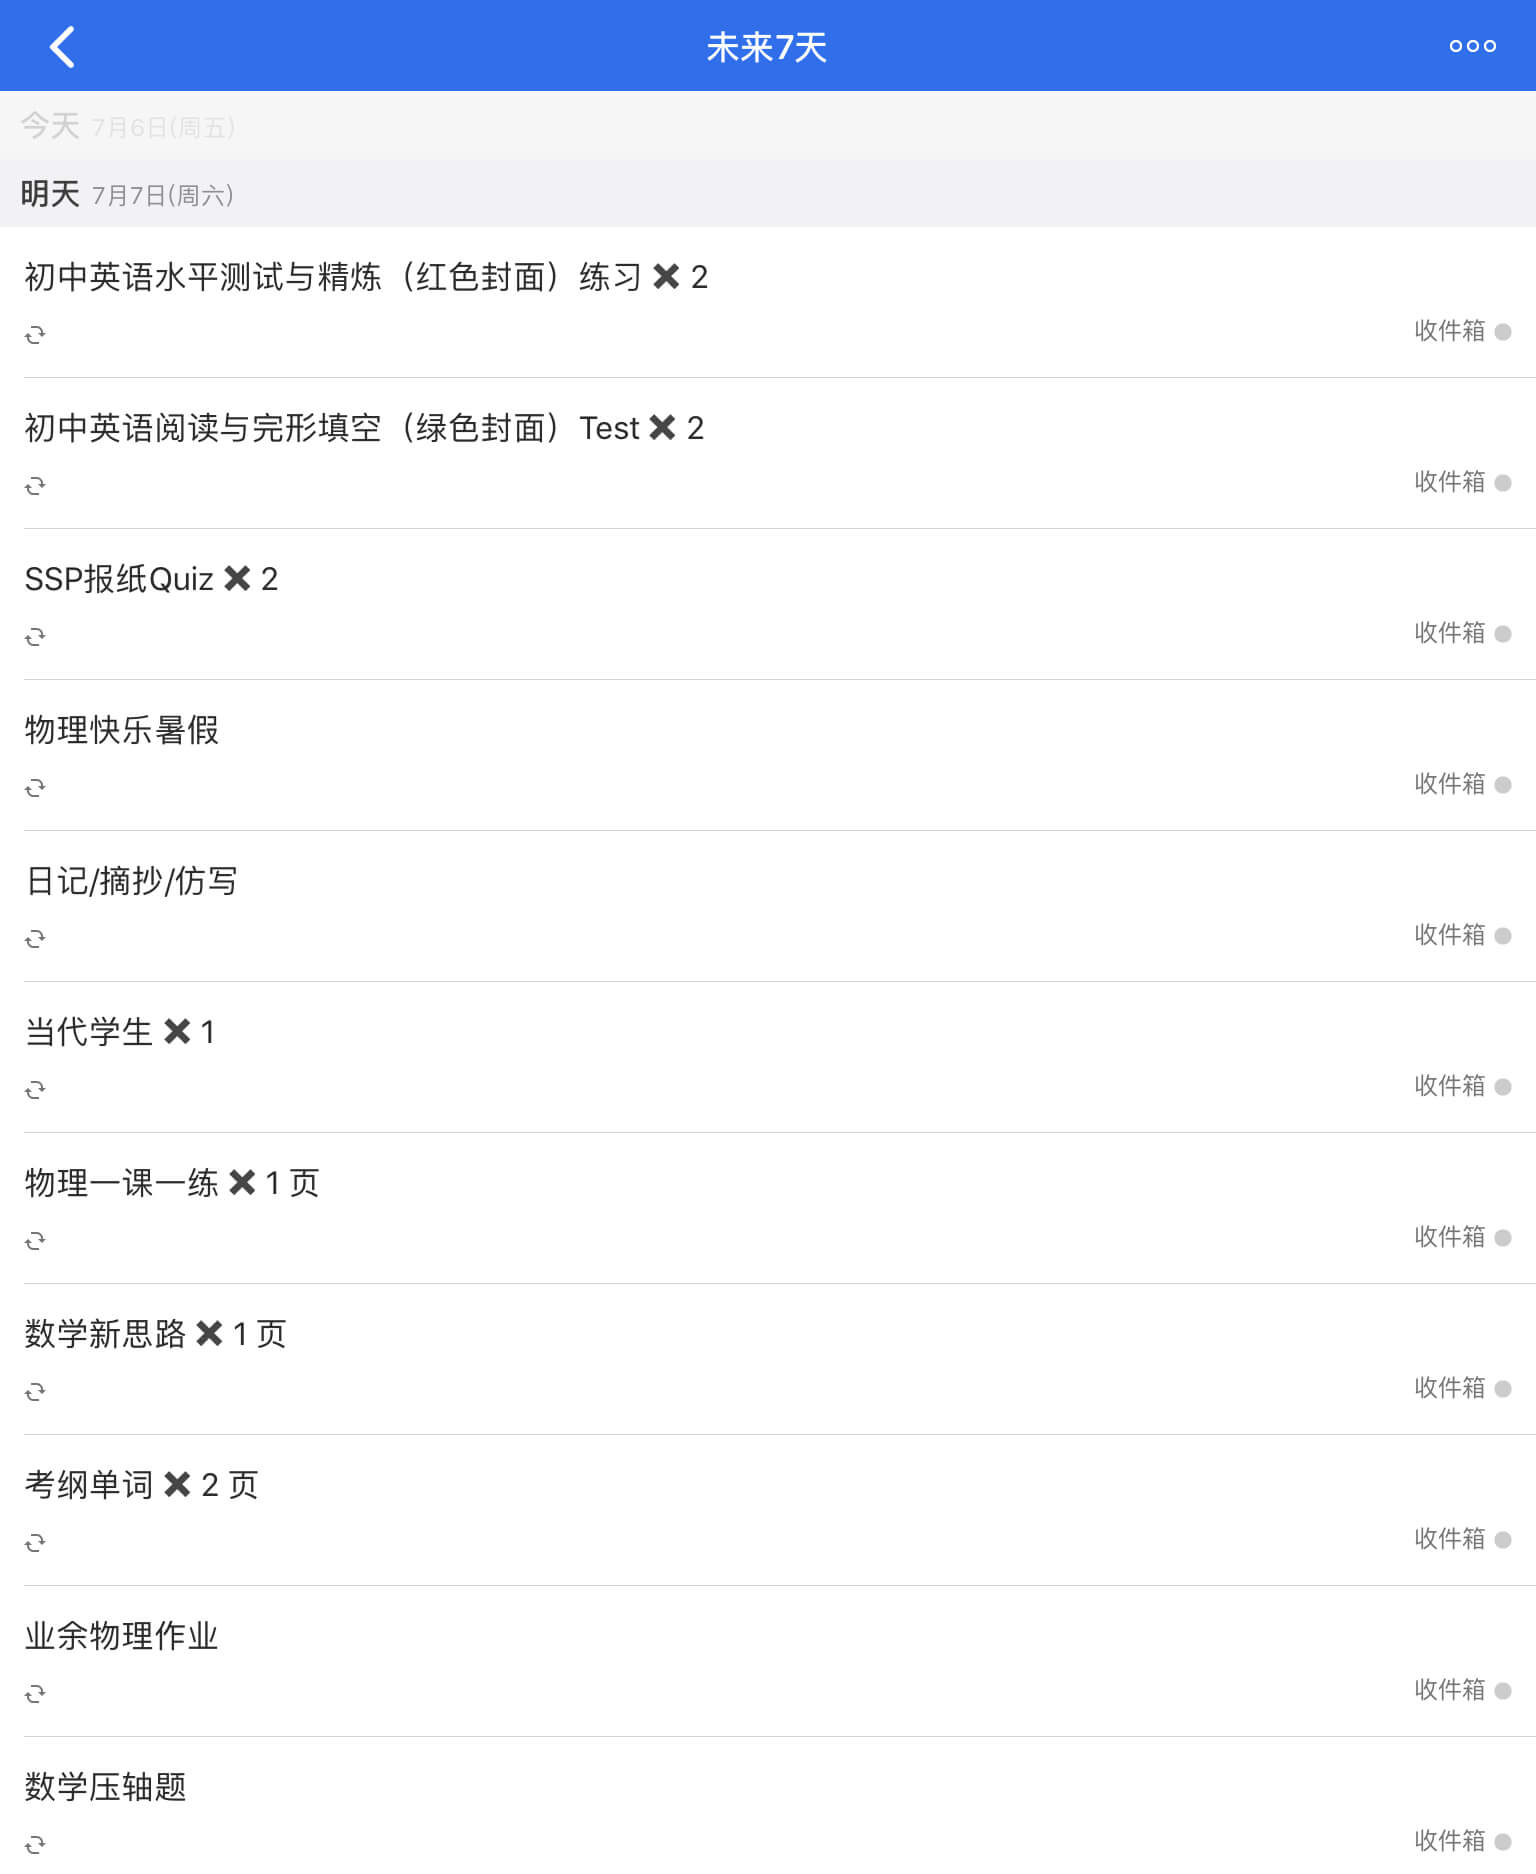 未来7天
今天 7月6日(周五)
明天 7月7日(周六)
初中英语水平测试与精炼（红色封面）练习 ✖ 2
收件箱
初中英语阅读与完形填空（绿色封面）Test ✖ 2
收件箱
SSP报纸Quiz ✖ 2
收件箱
物理快乐暑假
收件箱
日记/摘抄/仿写
收件箱
当代学生 ✖ 1
收件箱
物理一课一练 ✖ 1 页
收件箱
数学新思路 ✖ 1 页
收件箱
考纲单词 ✖ 2 页
收件箱
业余物理作业
收件箱
数学压轴题
收件箱